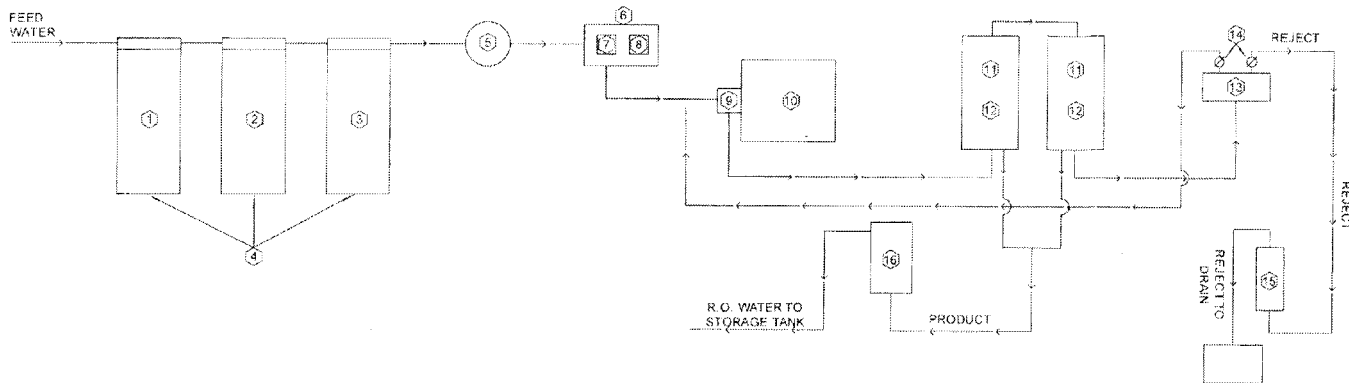 FEED
WATER
1
2
3
4
5
6
7
8
9
10
11
12
11
12
13
14
REJECT
REJECT
15
REJECT TO
DRAIN
16
PRODUCT
R.O. WATER TO
STORAGE TANK